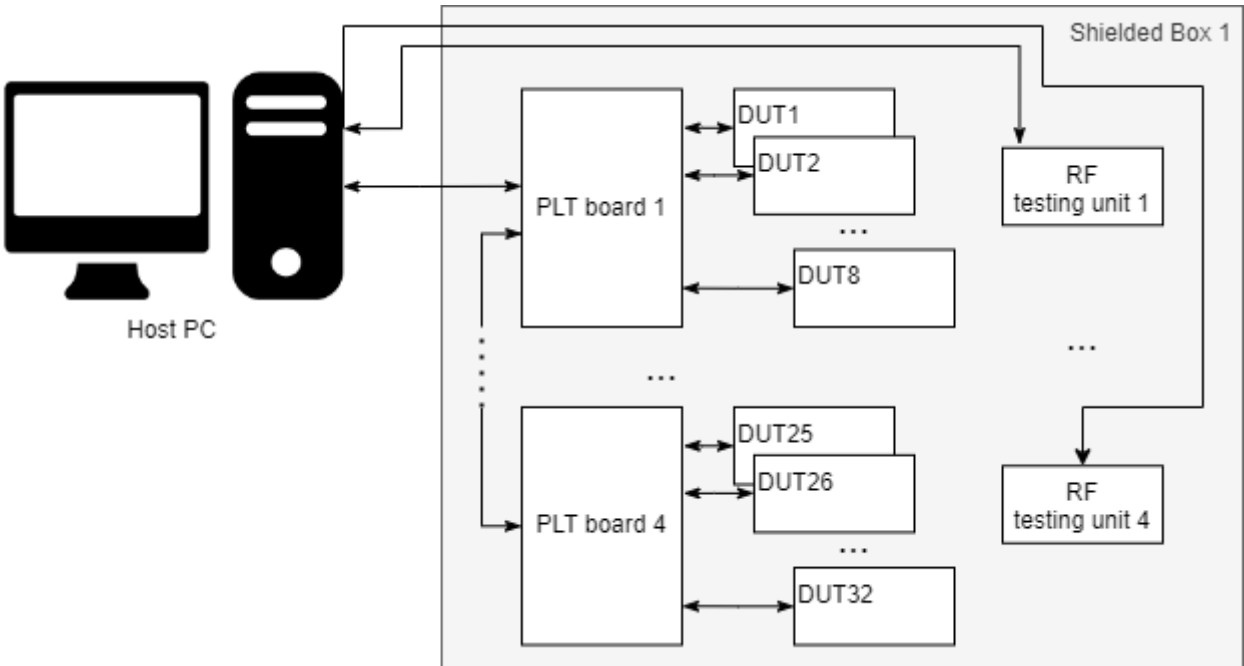 Shielded Box 1
DUT1
DUT2
RF
testing unit 1
PLT board 1
...
DUT8
Host PC
...
...
DUT25
DUT26
RF
testing unit 4
PLT board 4
...
DUT32